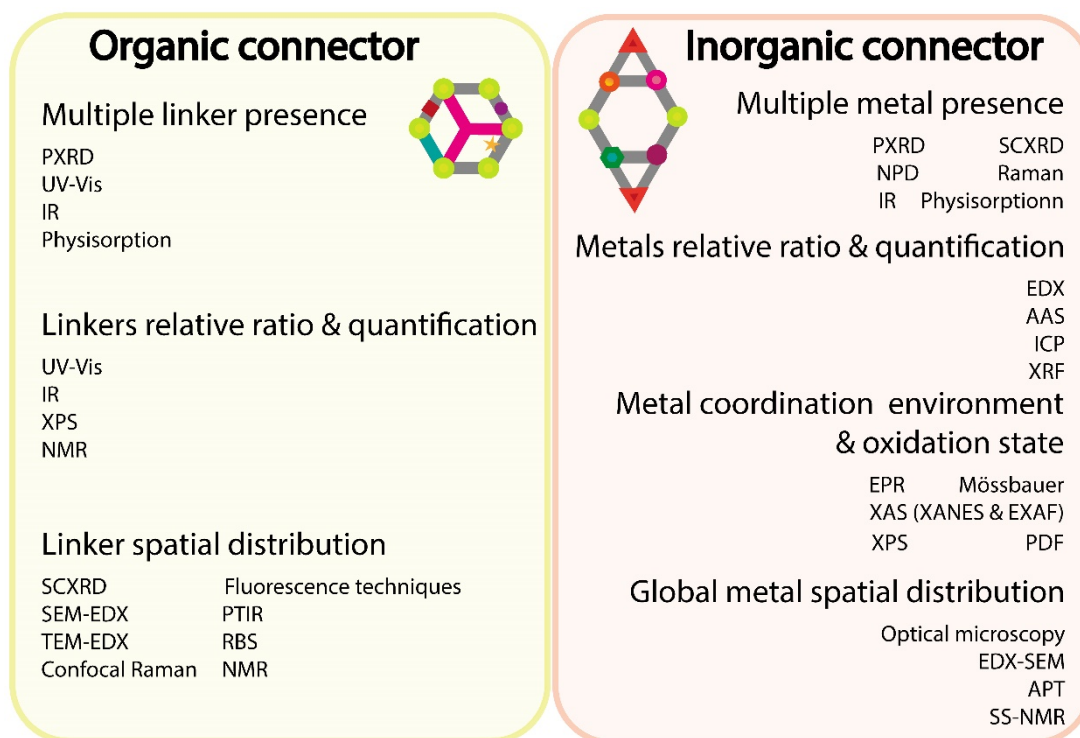 Organic connector
Multiple linker presence
PXRD
UV-Vis
IR
Physisorption
Linkers relative ratio & quantification
UV-Vis
IR
XPS
NMR
Linker spatial distribution
SCXRD Fluorescence techniques
SEM-EDX PTIR
TEM-EDX RBS
Confocal Raman NMR
Inorganic connector
Multiple metal presence
PXRD SCXRD
NPD Raman
IR Physisorptionn
Metals relative ratio & quantification
EDX
AAS
ICP
XRF
Metal coordination environment
& oxidation state
EPR Mössbauer
XAS (XANES & EXAF)
XPS PDF
Global metal spatial distribution
Optical microscopy
EDX-SEM
APT
SS-NMR